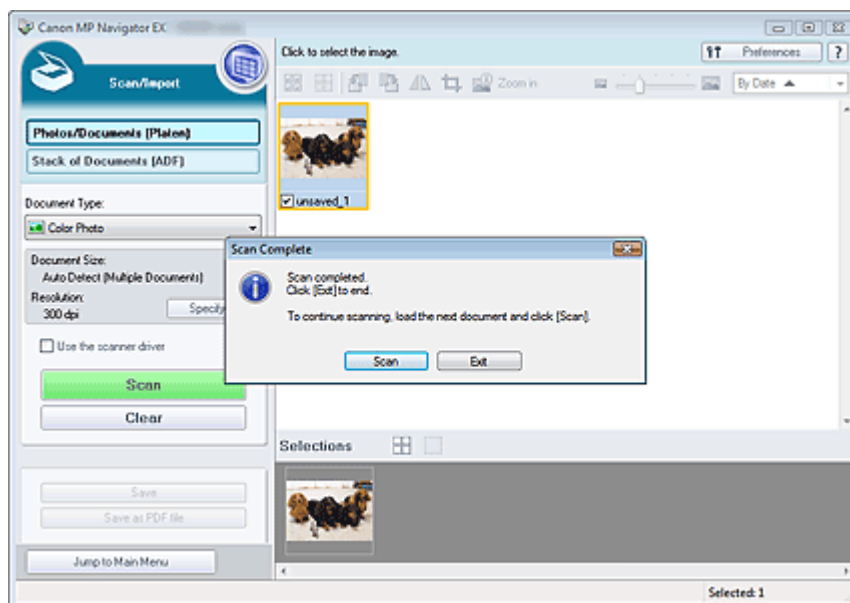 Canon MP Navigator EX
Scan/Import
Click to select the image.
Preferences
?
Zoom in
By Date
Photos/Documents (Platen)
Stack of Documents (ADF)
unsaved_1
Document Type:
Color Photo
Document Size:
Auto Detect (Multiple Documents)
Resolution:
300 dpi
Specify
Use the scanner driver
Scan
Clear
Scan Complete
Scan completed.
Click [Exit] to end.
To continue scanning, load the next document and click [Scan].
Scan
Exit
Selections
Save
Save as PDF file
Jump to Main Menu
Selected: 1